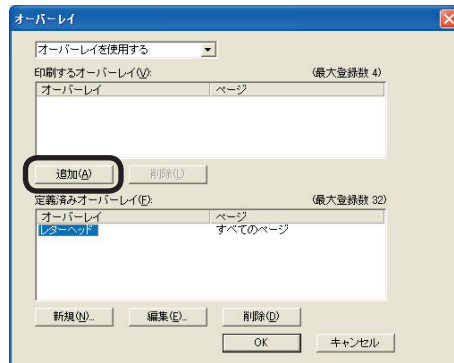 オーバーレイ
オーバーレイを使用する
印刷するオーバーレイ(V): (最大登録数 4)
オーバーレイ ページ
追加(A) 削除(L)
定義済みオーバーレイ(F): (最大登録数 32)
オーバーレイ ページ
レターヘッド すべてのページ
新規(N)... 編集(E)... 削除(D)
OK キャンセル